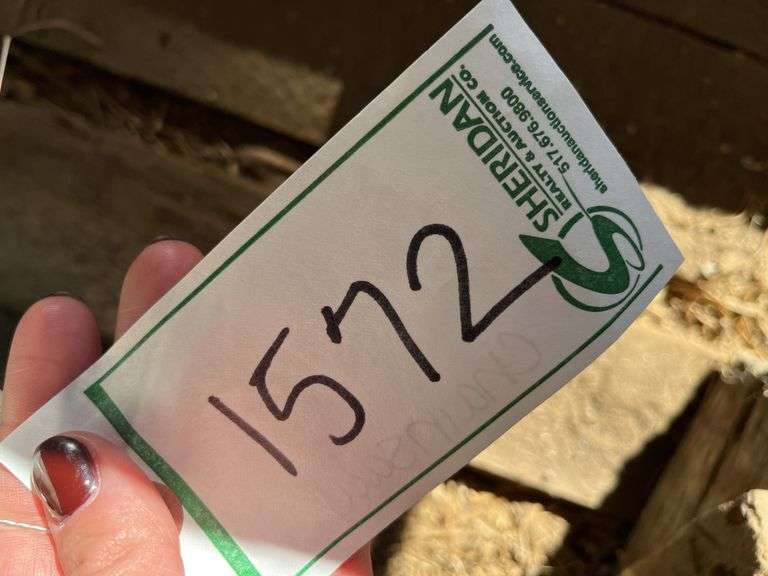 SHERIDAN
REALTY & AUCTION CO.
517.676.9800
sheridanauctionservice.com
1572